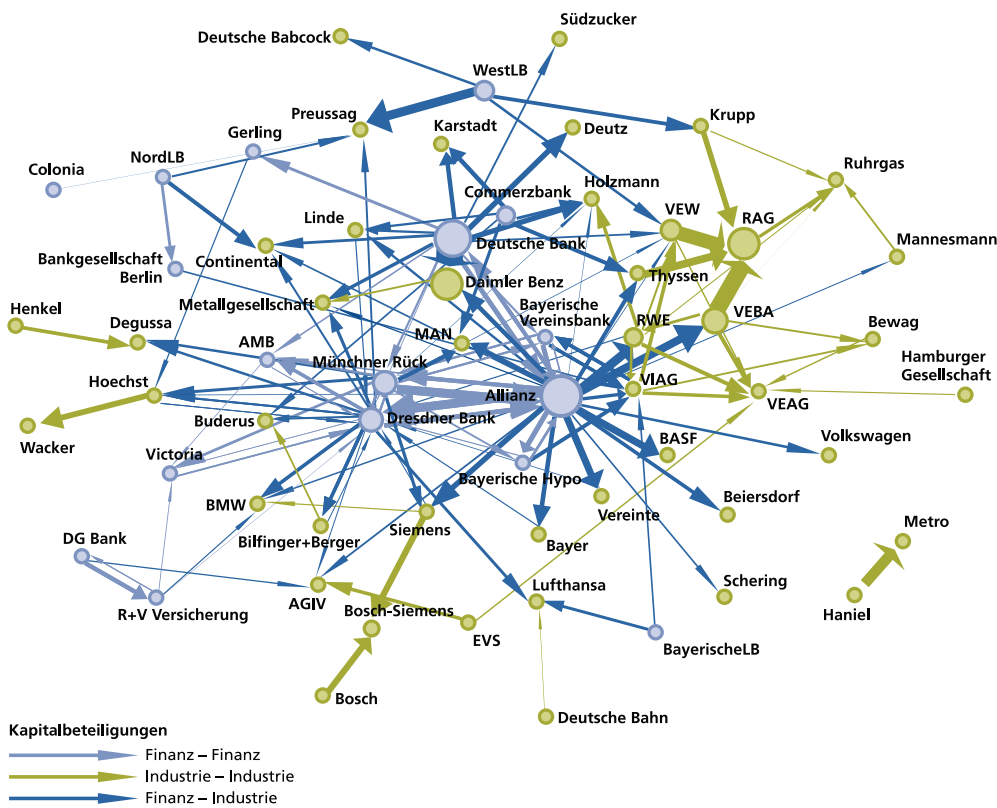 Südzucker
Deutsche Babcock
WestLB
Preussag
Karstadt
Deutz
Krupp
Gerling
NordLB
Colonia
Ruhrgas
Commerzbank
Holzmann
VEW
RAG
Linde
Deutsche Bank
Mannesmann
Bankgesellschaft
Berlin
Continental
Thyssen
Daimler Benz
Metallgesellschaft
Bayerische
Vereinsbank
Henkel
Degussa
MAN
RWE
VEBA
Bewag
AMB
Münchner Rück
Hamburger
Gesellschaft
Hoechst
Allianz
VIAG
VEAG
Wacker
Buderus
Dresdner Bank
Volkswagen
BASF
Victoria
Bayerische Hypo
Beiersdorf
BMW
Vereinte
Siemens
Bilfinger+Berger
Bayer
Metro
DG Bank
Schering
Lufthansa
R+V Versicherung
AGIV
Bosch-Siemens
Haniel
EVS
BayerischeLB
Bosch
Deutsche Bahn
Kapitalbeteiligungen
Finanz – Finanz
Industrie – Industrie
Finanz – Industrie